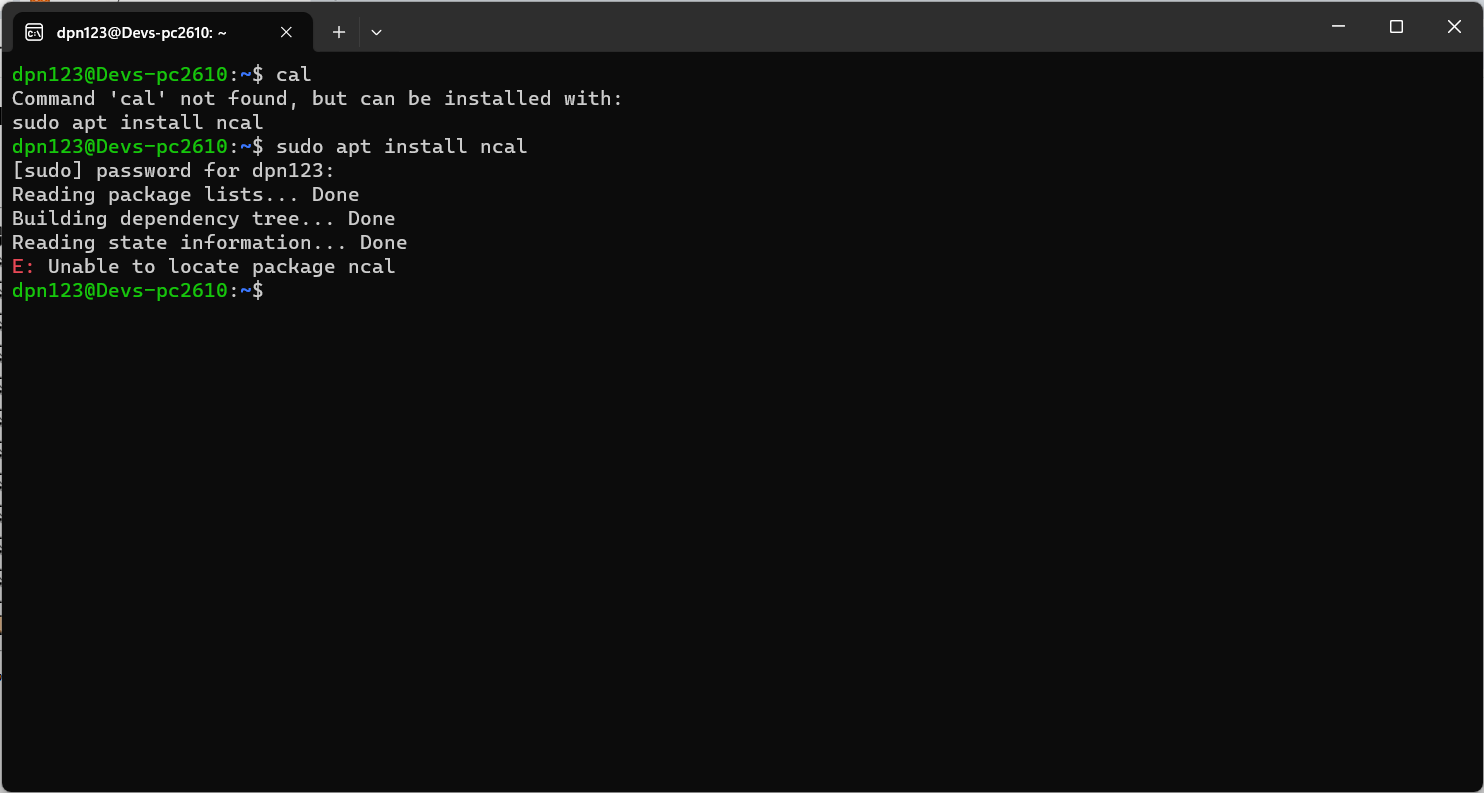 dpn123@Devs-pc2610: ~
dpn123@Devs-pc2610:~$ cal
Command 'cal' not found, but can be installed with:
sudo apt install ncal
dpn123@Devs-pc2610:~$ sudo apt install ncal
[sudo] password for dpn123:
Reading package lists... Done
Building dependency tree... Done
Reading state information... Done
E: Unable to locate package ncal
dpn123@Devs-pc2610:~$